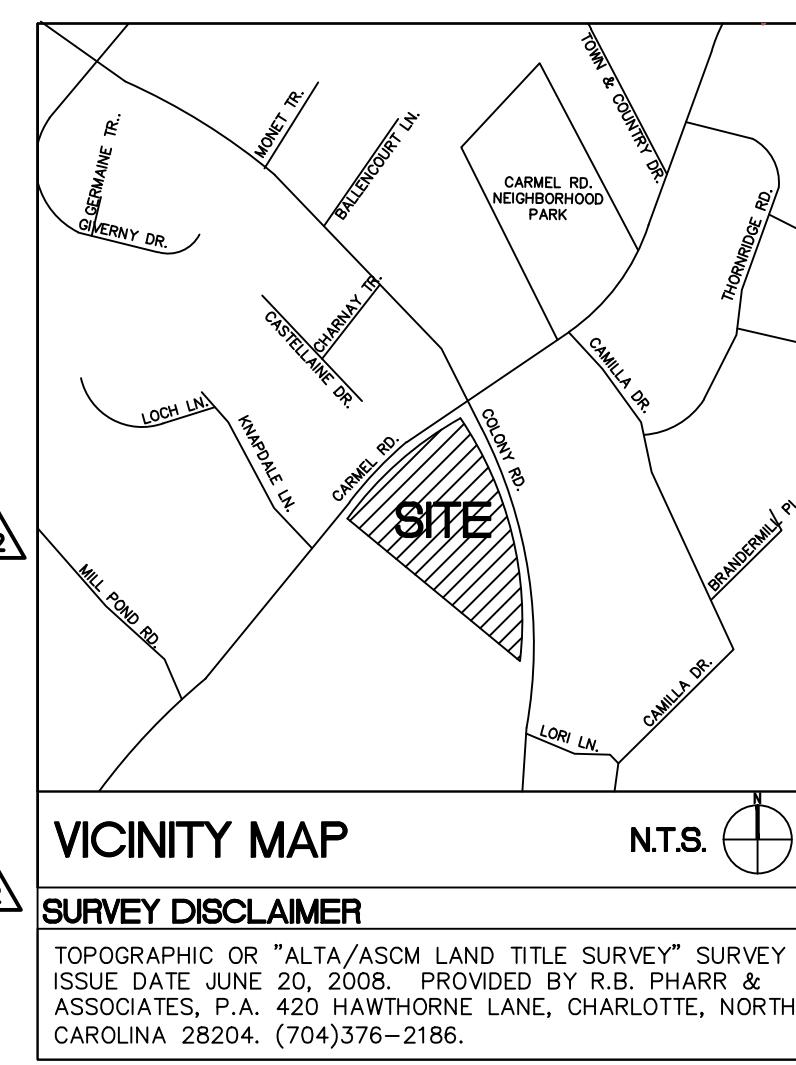 TOWN & COUNTRY DR.
MONET TR.
BALLENCOURT LN.
GERMAINE TR..
GIVERNY DR.
CARMEL RD.
NEIGHBORHOOD
PARK
THORNRIDGE RD.
CHARNAY TR.
CASTELLAINE DR.
CAMILLA DR.
LOCH LN.
KNAPDALE LN.
CARMEL RD.
COLONY RD.
SITE
MILL POND RD.
BRANDERMILL
CAMILLA DR.
LORI LN.
2
VICINITY MAP
N.T.S.
N
SURVEY DISCLAIMER
TOPOGRAPHIC OR "ALTA/ASCM LAND TITLE SURVEY" SURVEY
ISSUE DATE JUNE 20, 2008. PROVIDED BY R.B. PHARR &
ASSOCIATES, P.A. 420 HAWTHORNE LANE, CHARLOTTE, NORTH
CAROLINA 28204. (704)376-2186.